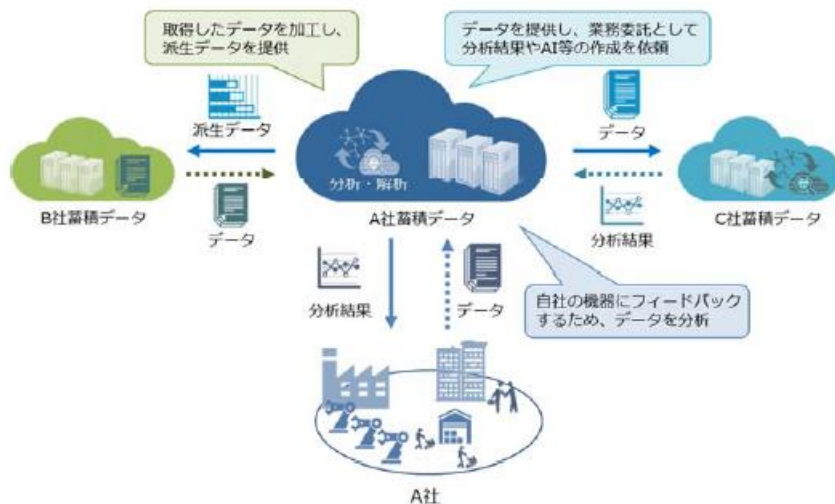 取得したデータを加工し、
派生データを提供
データを提供し、業務委託として
分析結果やAI等の作成を依頼
派生データ
データ
分析・解析
B社蓄積データ
A社蓄積データ
C社蓄積データ
データ
分析結果
分析結果
データ
自社の機器にフィードバック
するため、データを分析
A社